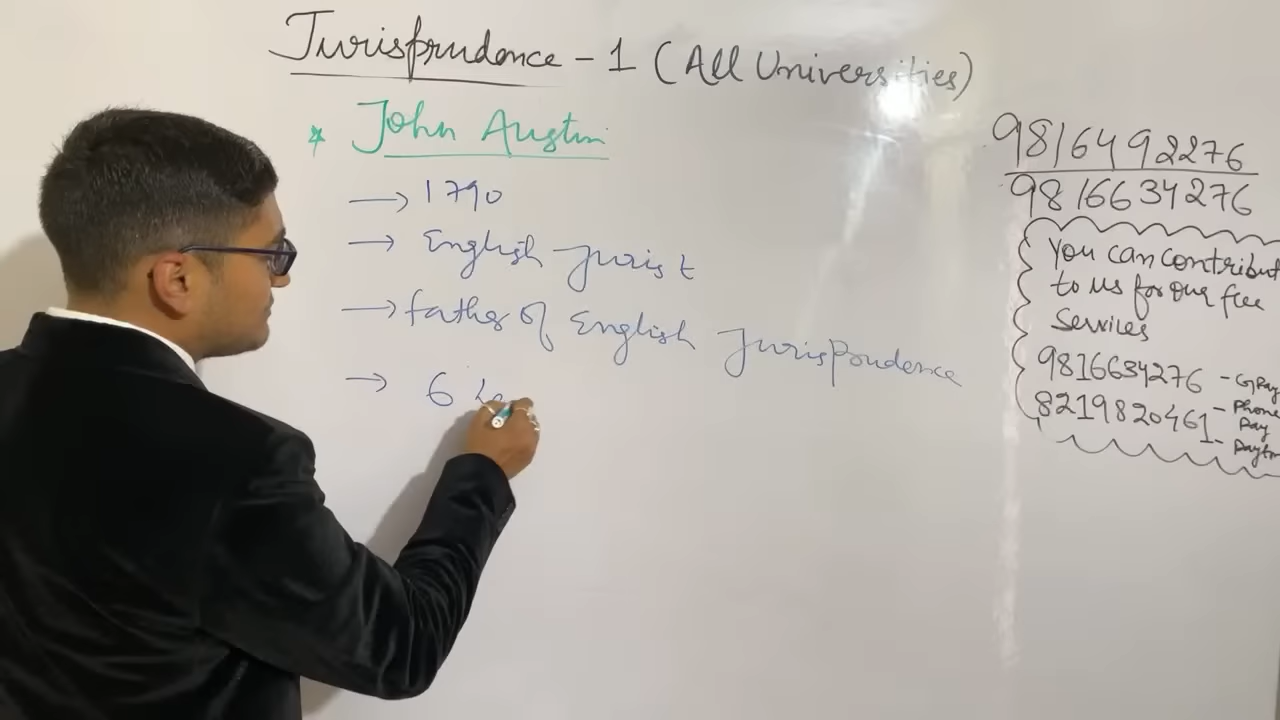 Jurisprudence - 1 (All Universities)
* John Austin
→ 1790
→ English Jurist
→ father of English Jurisprudence
→ 6
9816492276
9816634276
You can contribut
to us for our free
Services
9816634276 - GPay
8219820461 - Phone
Pay
- Paytm